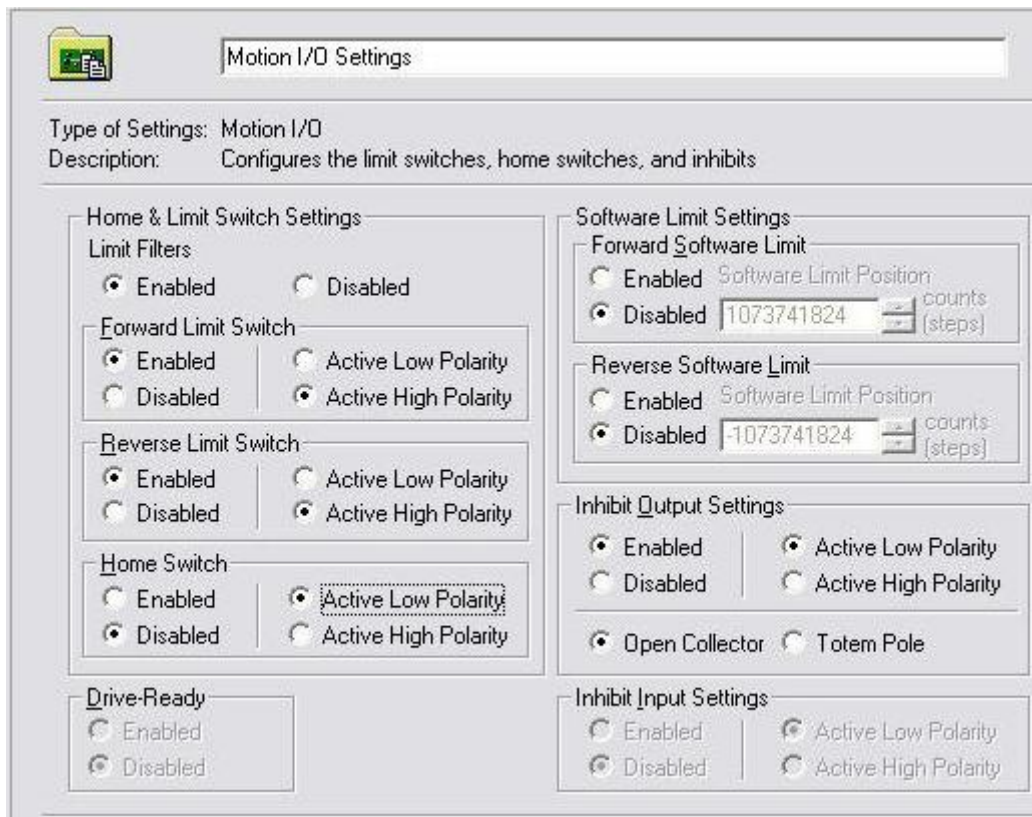 Motion I/O Settings
Type of Settings: Motion I/O
Description: Configures the limit switches, home switches, and inhibits
Home & Limit Switch Settings
Limit Filters
Enabled Disabled
Forward Limit Switch
Enabled Active Low Polarity
Disabled Active High Polarity
Reverse Limit Switch
Enabled Active Low Polarity
Disabled Active High Polarity
Home Switch
Enabled Active Low Polarity
Disabled Active High Polarity
Drive-Ready
Enabled
Disabled
Software Limit Settings
Forward Software Limit
Enabled Software Limit Position
Disabled 1073741824 counts
(steps)
Reverse Software Limit
Enabled Software Limit Position
Disabled -1073741824 counts
(steps)
Inhibit Output Settings
Enabled Active Low Polarity
Disabled Active High Polarity
Open Collector Totem Pole
Inhibit Input Settings
Enabled Active Low Polarity
Disabled Active High Polarity